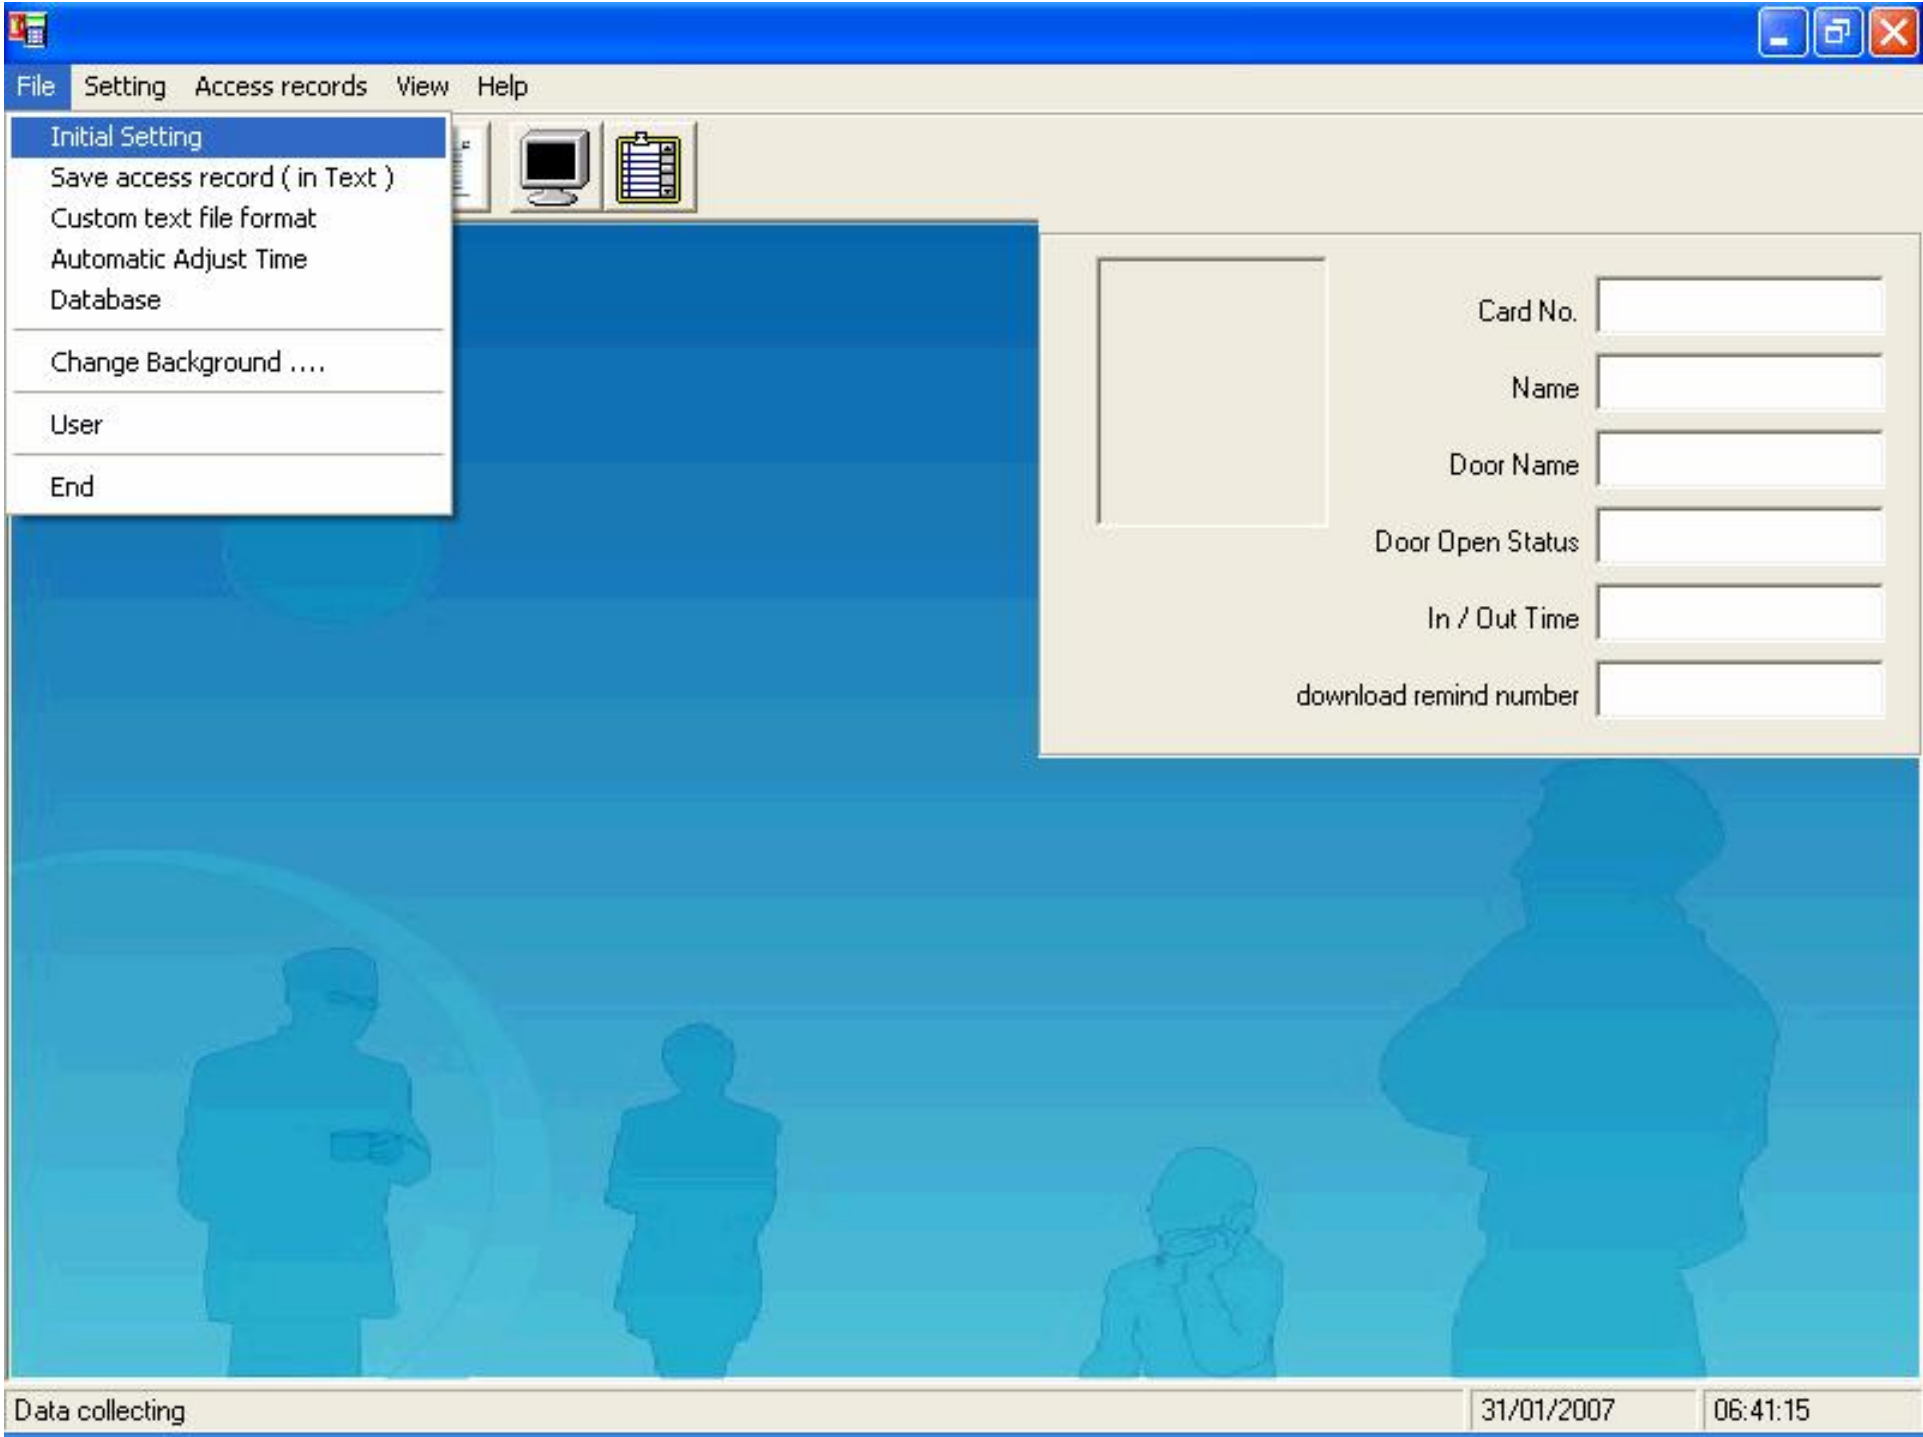 File Setting Access records View Help
Initial Setting
Save access record ( in Text )
Custom text file format
Automatic Adjust Time
Database
Change Background ....
User
End
Card No.
Name
Door Name
Door Open Status
In / Out Time
download remind number
Data collecting 31/01/2007 06:41:15